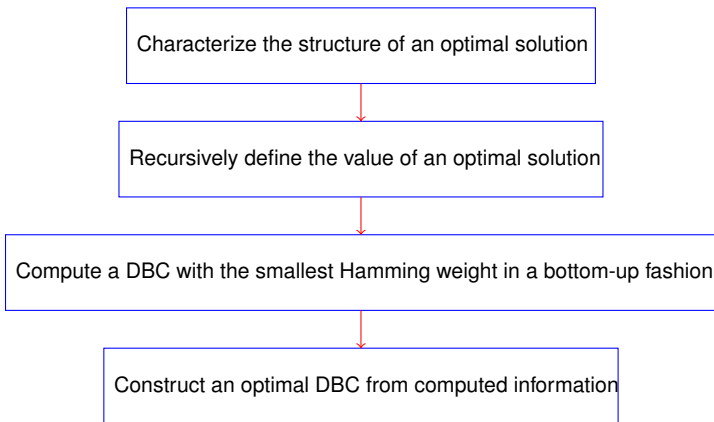 Characterize the structure of an optimal solution
Recursively define the value of an optimal solution
Compute a DBC with the smallest Hamming weight in a bottom-up fashion
Construct an optimal DBC from computed information